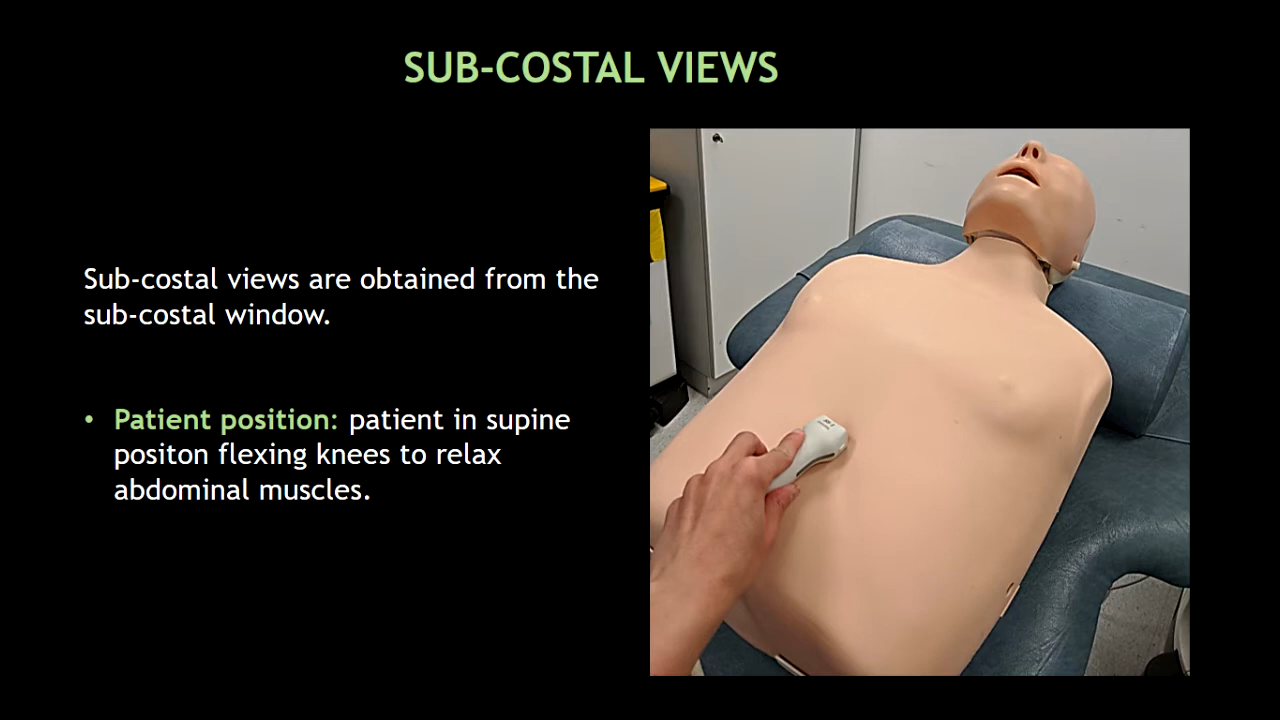 SUB-COSTAL VIEWS
Sub-costal views are obtained from the
sub-costal window.
• Patient position: patient in supine
positon flexing knees to relax
abdominal muscles.